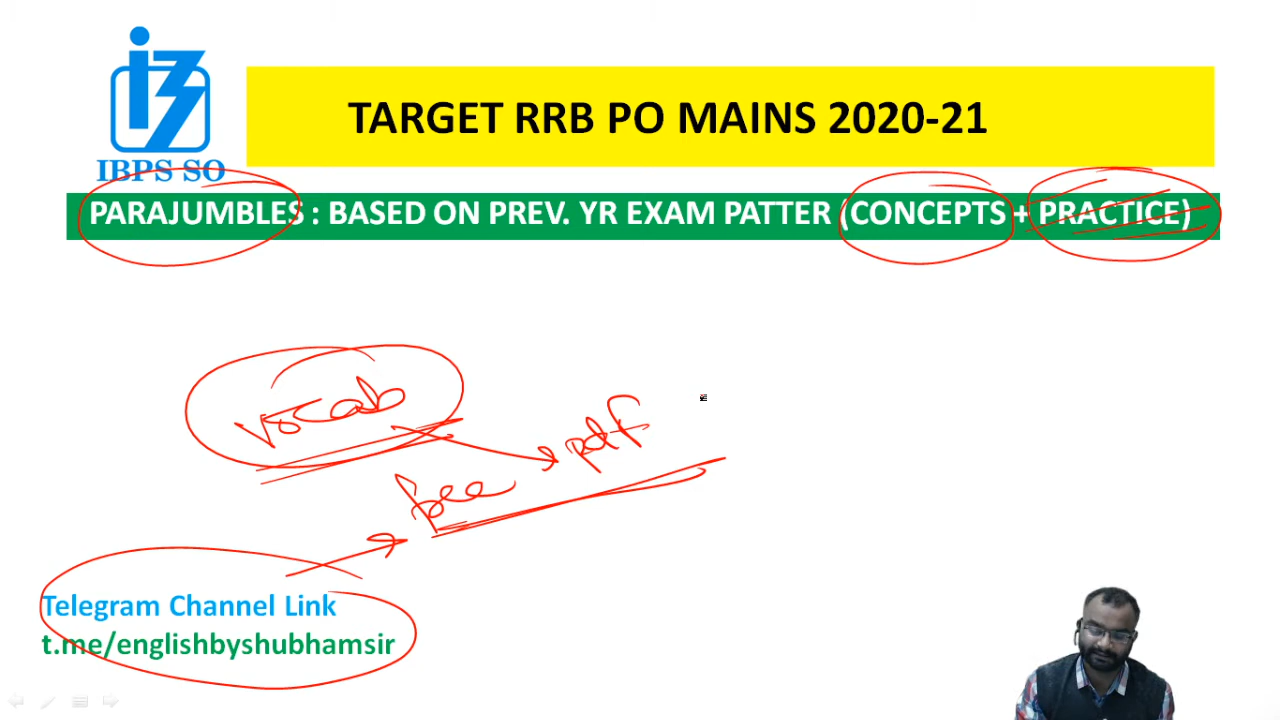 IBPS SO
TARGET RRB PO MAINS 2020-21
PARAJUMBLES : BASED ON PREV. YR EXAM PATTER (CONCEPTS + PRACTICE)
vocab
pdf
free
Telegram Channel Link
t.me/englishbyshubhamsir